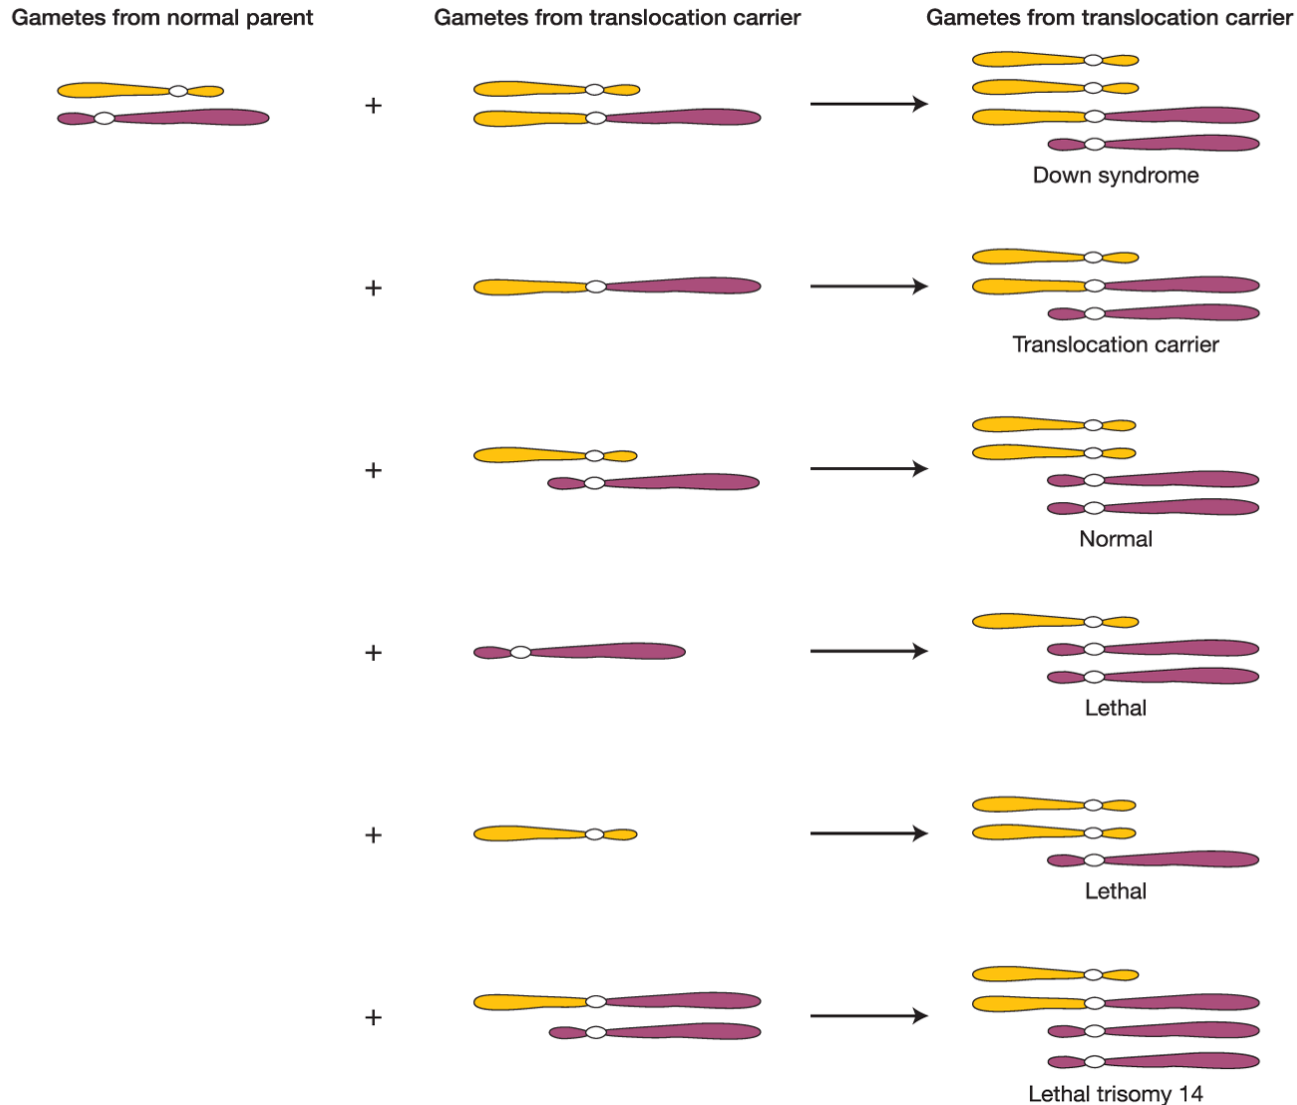 Gametes from normal parent
Gametes from translocation carrier
Gametes from translocation carrier
+
Down syndrome
+
Translocation carrier
+
Normal
+
Lethal
+
Lethal
+
Lethal trisomy 14